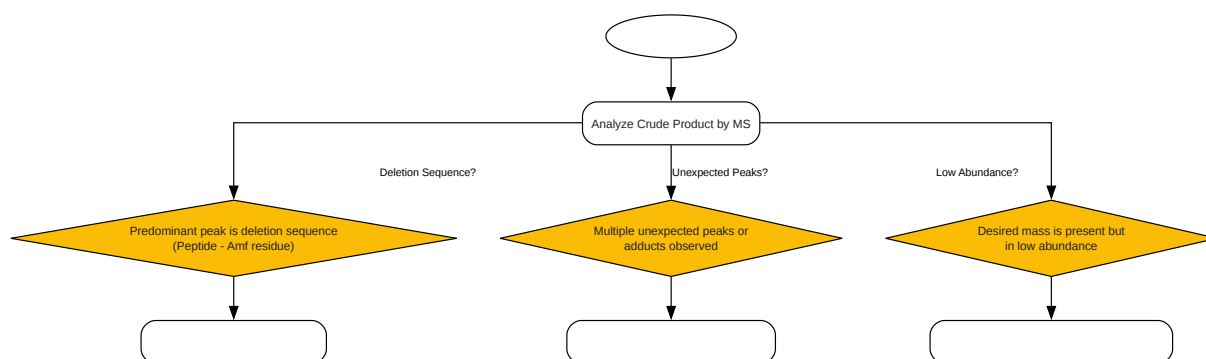 Analyze Crude Product by MS
Deletion Sequence?
Unexpected Peaks?
Low Abundance?
Predominant peak is deletion sequence
(Peptide - Amf residue)
Multiple unexpected peaks or
adducts observed
Desired mass is present but
in low abundance